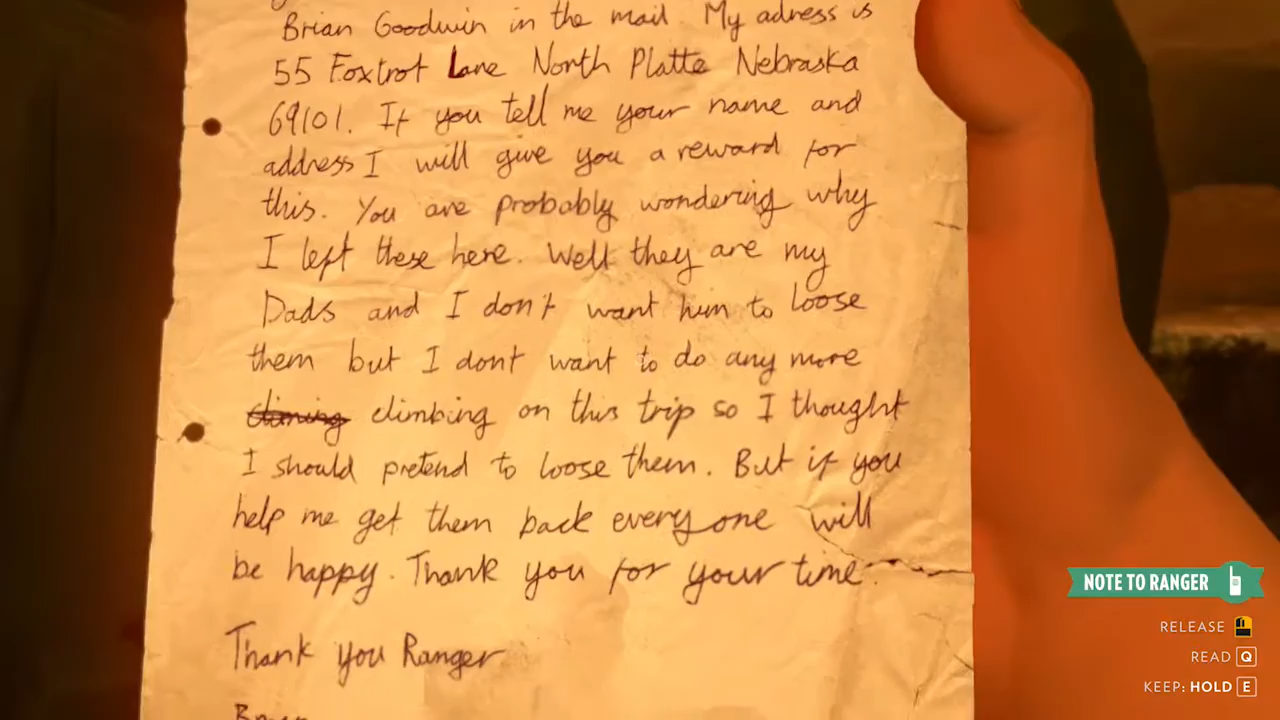 Brian Goodwin in the mail. My adress is
55 Foxtrot Lane North Platte Nebraska
69101. If you tell me your name and
address I will give you a reward for
this. You are probably wondering why
I left these here. Well they are my
Dads and I don't want him to loose
them but I dont want to do any more
climing climbing on this trip so I thought
I should pretend to loose them. But if you
help me get them back everyone will
be happy. Thank you for your time.
Thank you Ranger
NOTE TO RANGER
RELEASE
READ Q
KEEP: HOLD E